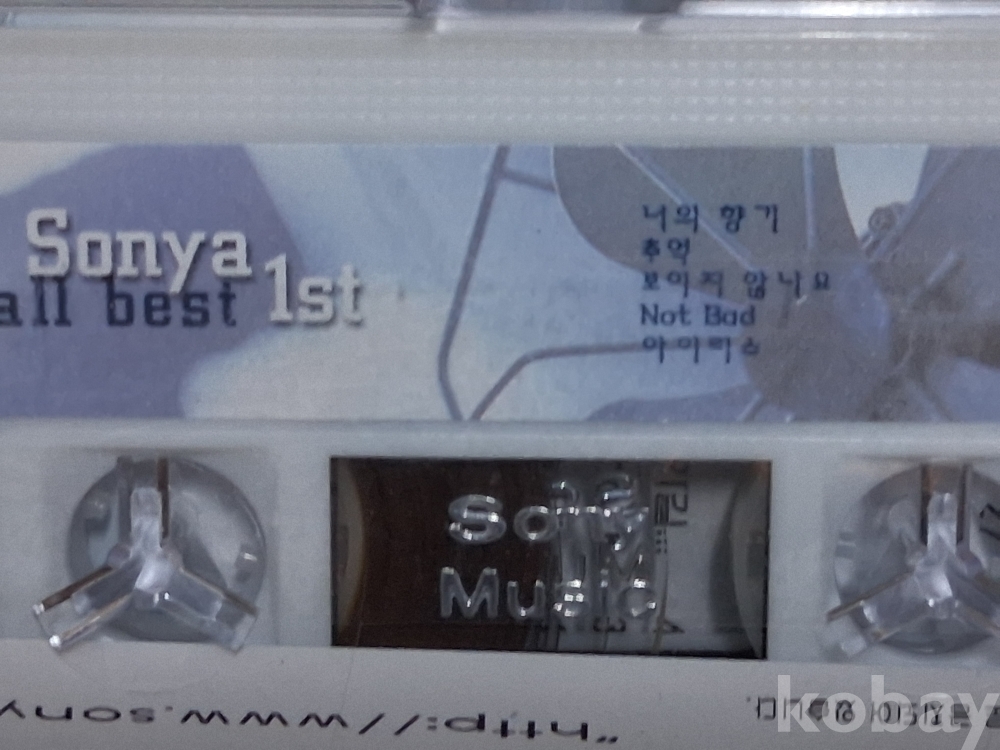 Sonya
all best 1st
너의 향기
추억
보이지 않나요
Not Bad
아이리스
Sony
Music
"http://www.sony
kobay